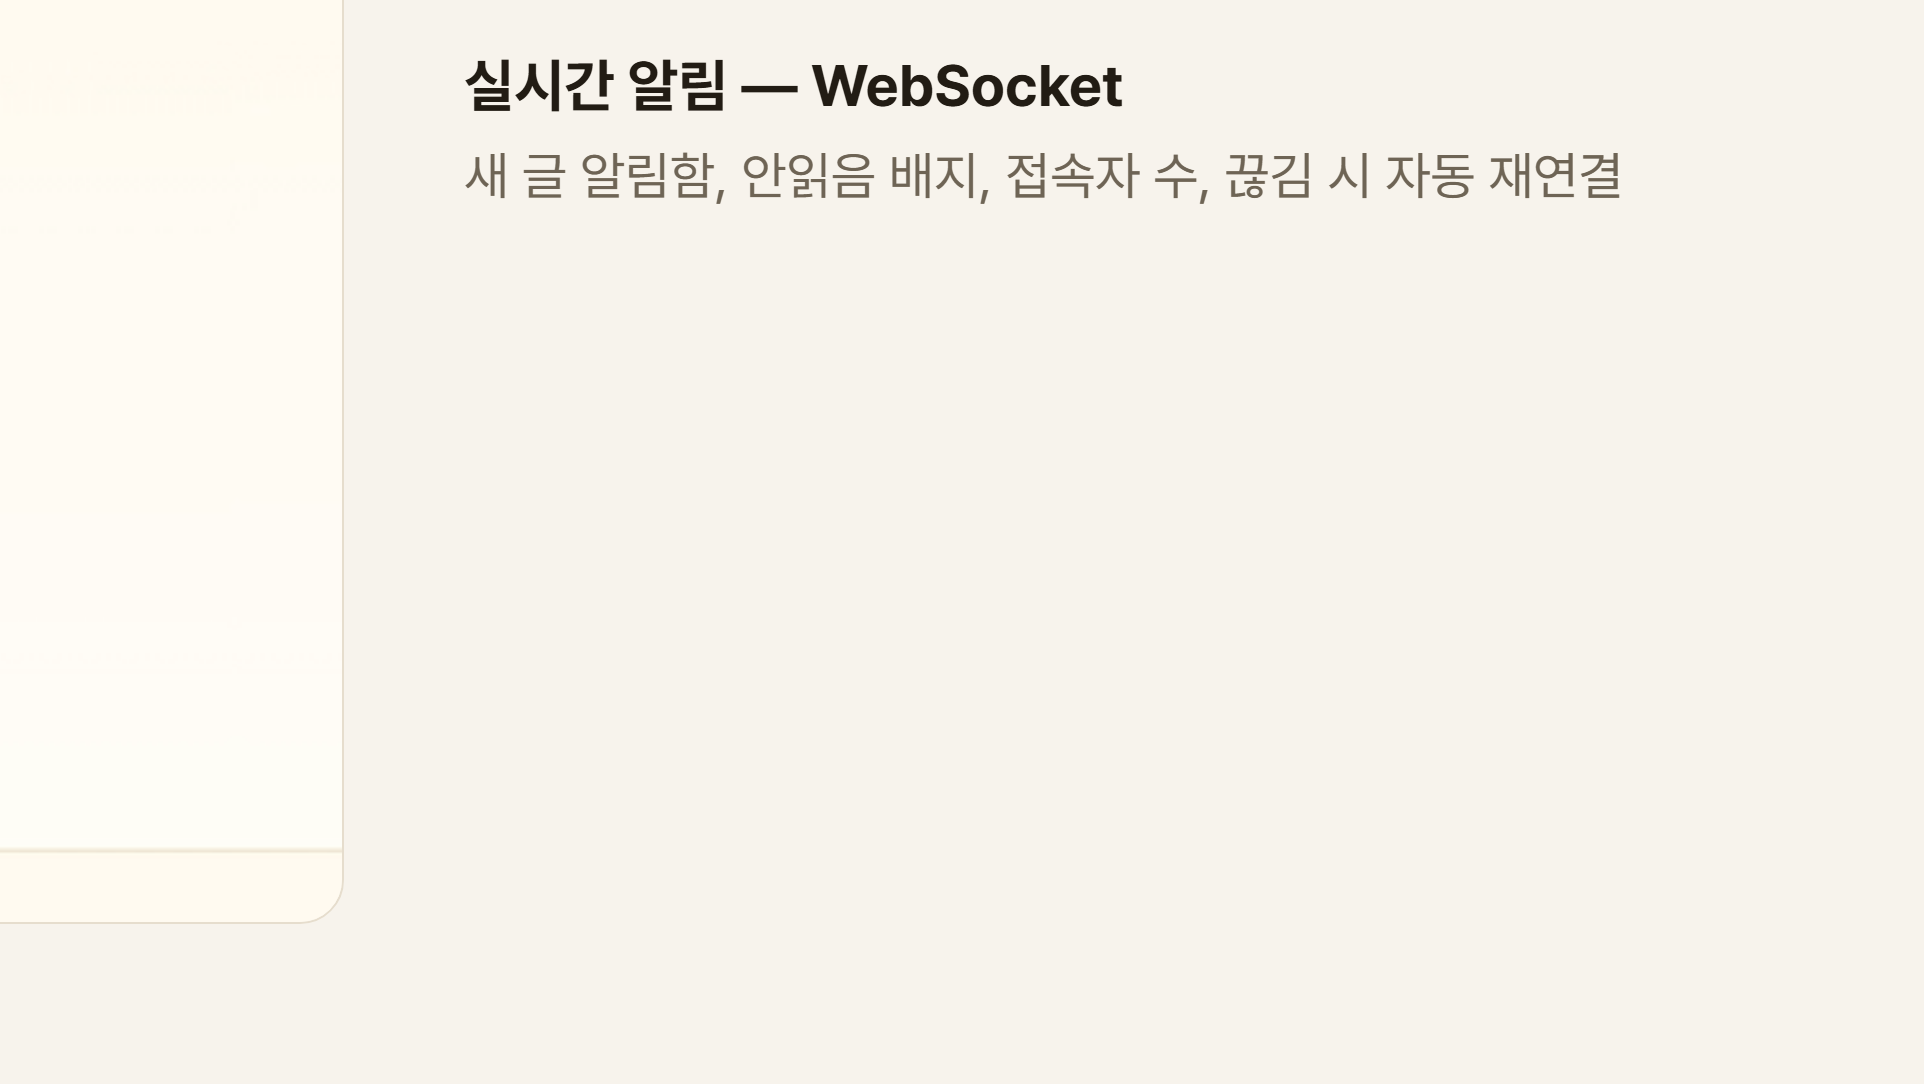 실시간 알림 — WebSocket
새 글 알림함, 안읽음 배지, 접속자 수, 끊김 시 자동 재연결